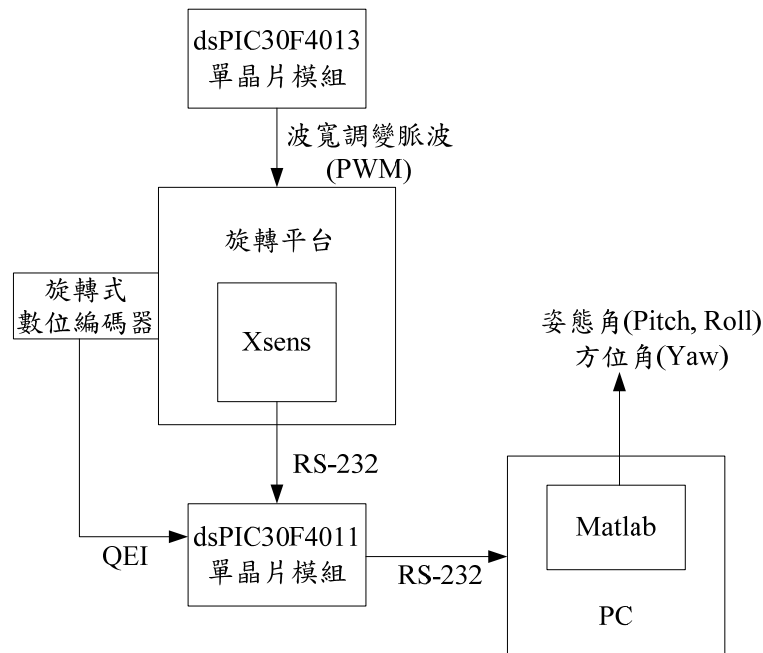 dsPIC30F4013
單晶片模組
波寬調變脈波
(PWM)
旋轉平台
旋轉式
數位編碼器
Xsens
姿態角(Pitch, Roll)
方位角(Yaw)
RS-232
dsPIC30F4011
單晶片模組
QEI
RS-232
Matlab
PC